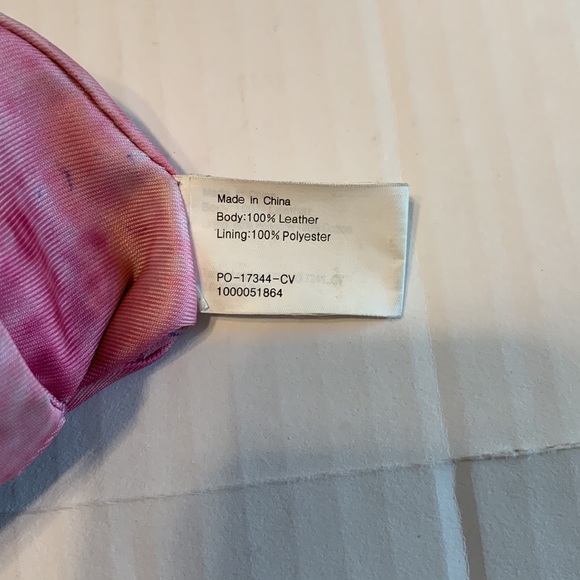 Made in China
Body:100% Leather
Lining:100% Polyester
PO-17344-CV
1000051864